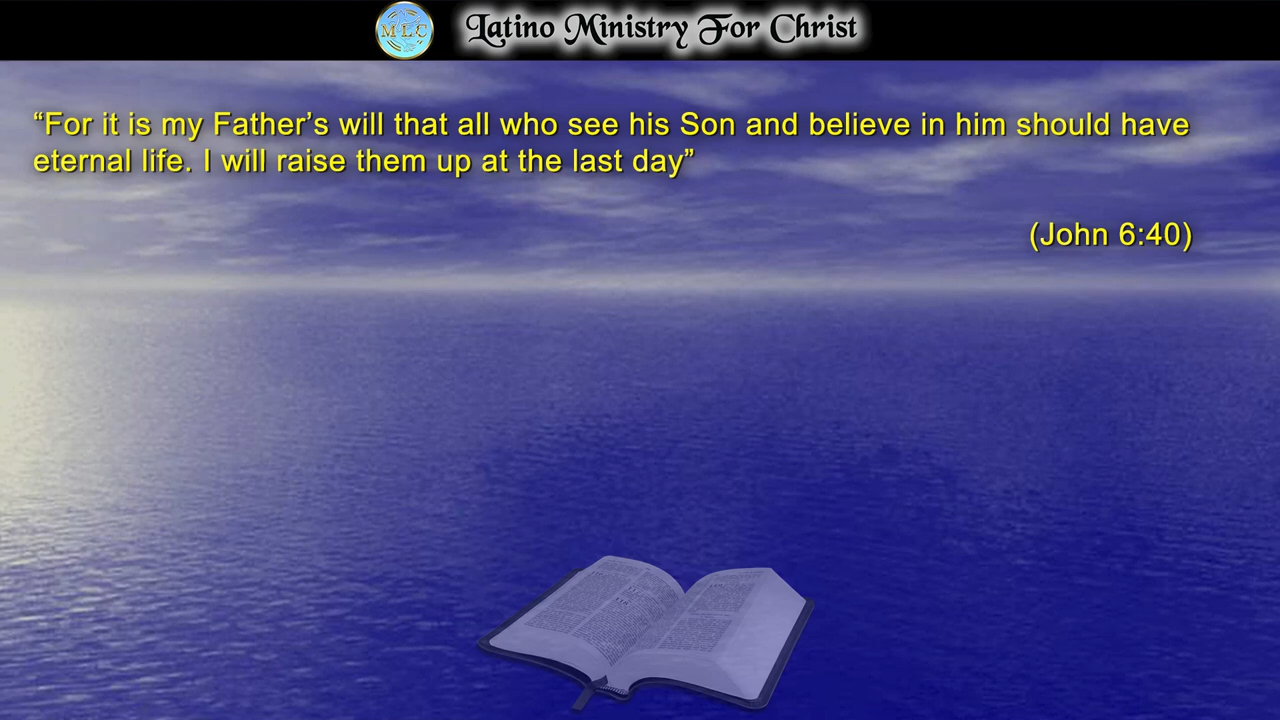 MLC
Latino Ministry For Christ
“For it is my Father’s will that all who see his Son and believe in him should have
eternal life. I will raise them up at the last day”
(John 6:40)